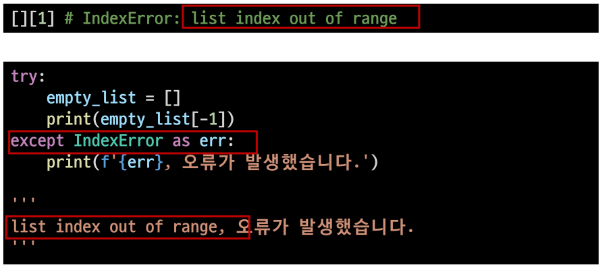 [][1] # IndexError: list index out of range
try:
    empty_list = []
    print(empty_list[-1])
except IndexError as err:
    print(f'{err}, 오류가 발생했습니다.')
'''
list index out of range, 오류가 발생했습니다.
'''